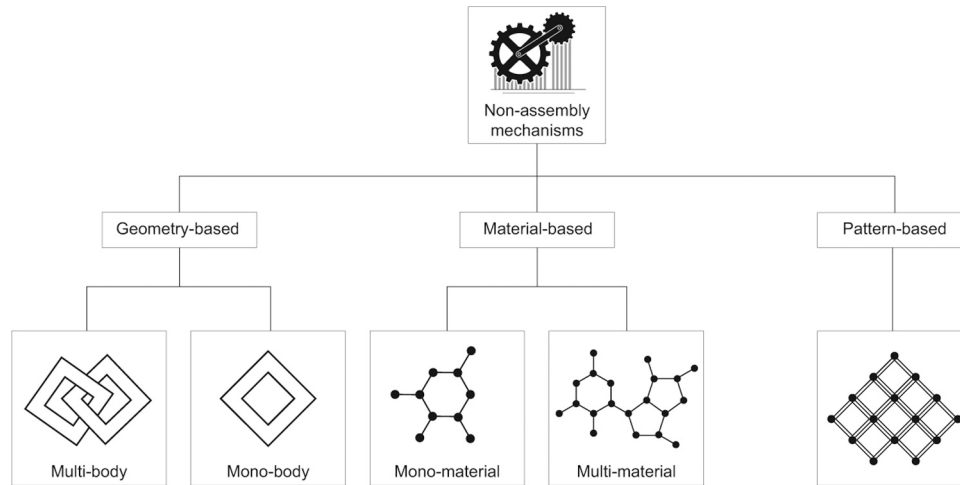 Non-assembly
mechanisms
Geometry-based
Material-based
Pattern-based
Multi-body
Mono-body
Mono-material
Multi-material